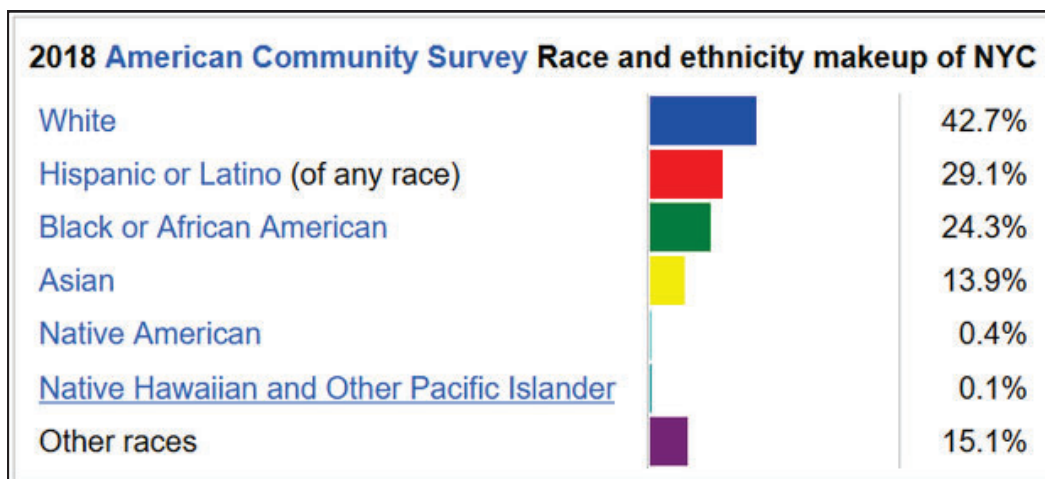 2018 American Community Survey Race and ethnicity makeup of NYC
White 42.7%
Hispanic or Latino (of any race) 29.1%
Black or African American 24.3%
Asian 13.9%
Native American 0.4%
Native Hawaiian and Other Pacific Islander 0.1%
Other races 15.1%